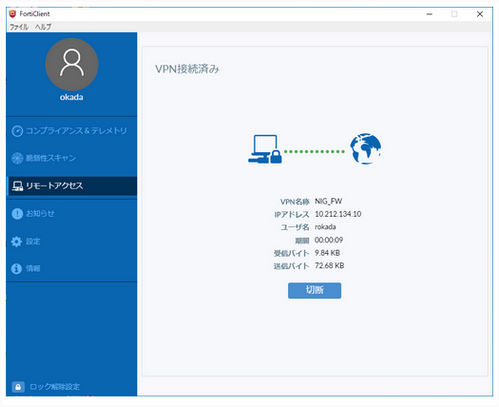 FortiClient
ファイル ヘルプ
okada
コンプライアンス & テレメトリ
脆弱性スキャン
リモートアクセス
お知らせ
設定
情報
ロック解除設定
VPN接続済み
VPN名称 NIG_FW
IPアドレス 10.212.134.10
ユーザ名 rokada
期間 00:00:09
受信バイト 9.84 KB
送信バイト 72.68 KB
切断